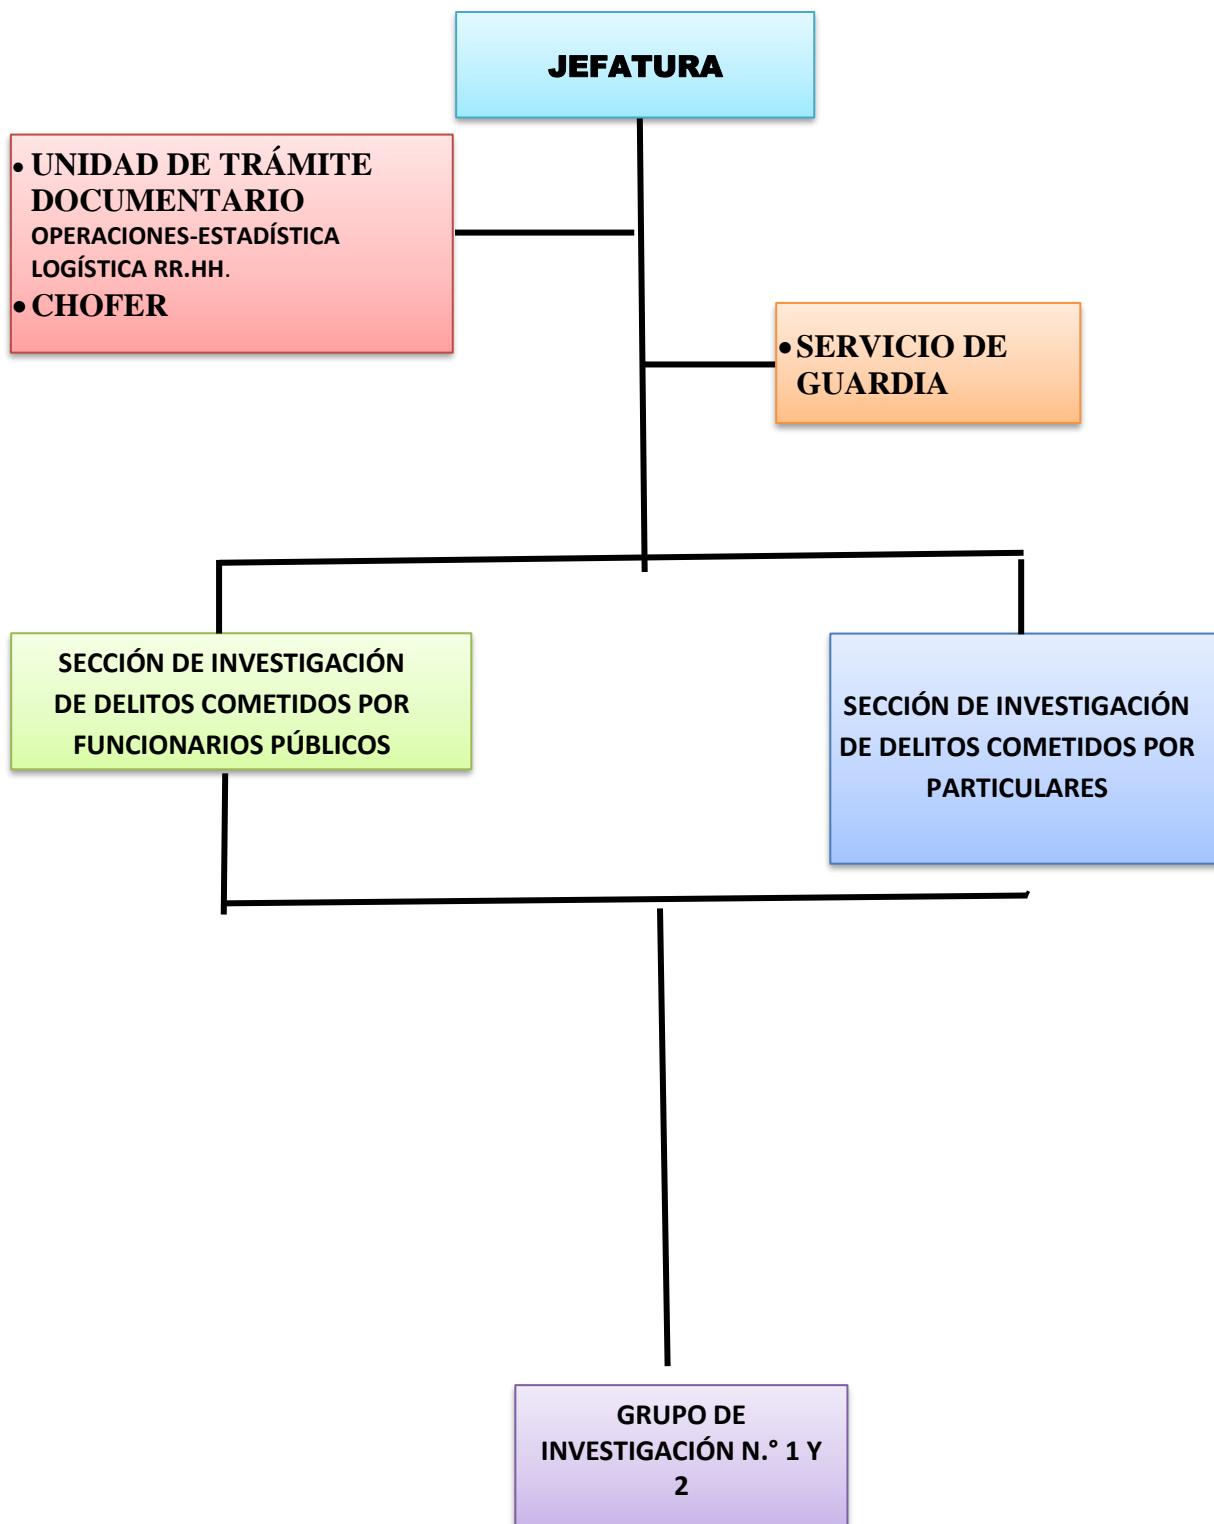 JEFATURA
• UNIDAD DE TRÁMITE
DOCUMENTARIO
OPERACIONES-ESTADÍSTICA
LOGÍSTICA RR.HH.
• CHOFER
• SERVICIO DE
GUARDIA
SECCIÓN DE INVESTIGACIÓN
DE DELITOS COMETIDOS POR
FUNCIONARIOS PÚBLICOS
SECCIÓN DE INVESTIGACIÓN
DE DELITOS COMETIDOS POR
PARTICULARES
GRUPO DE
INVESTIGACIÓN N.° 1 Y
2